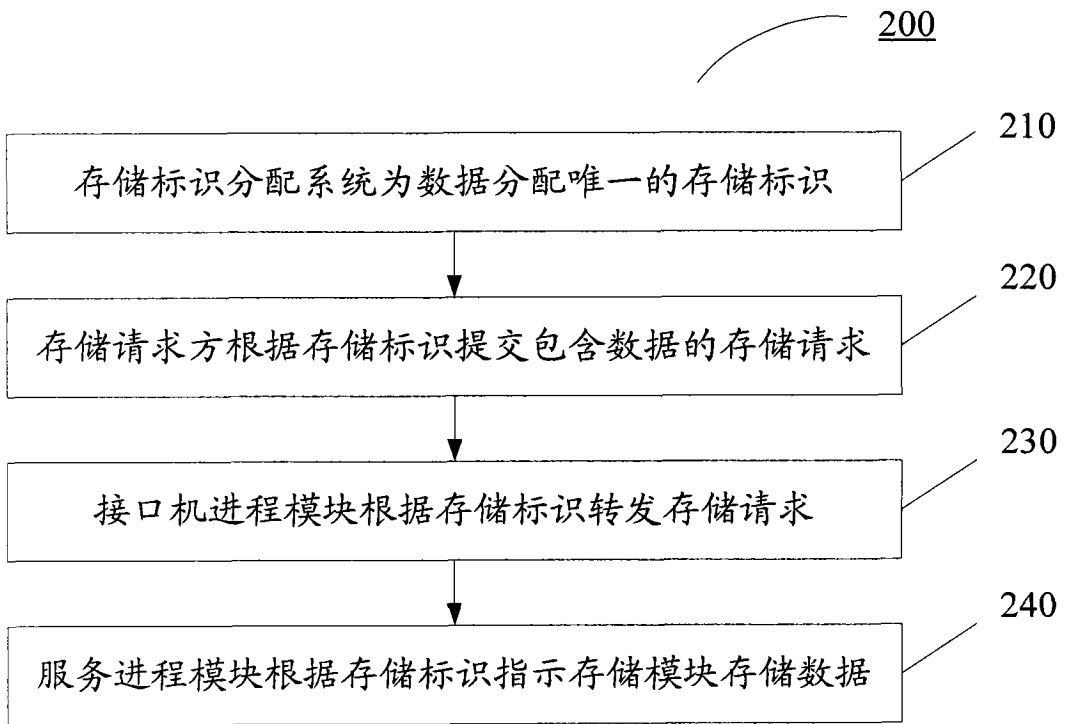 200
210
存储标识分配系统为数据分配唯一的存储标识
220
存储请求方根据存储标识提交包含数据的存储请求
230
接口机进程模块根据存储标识转发存储请求
240
服务进程模块根据存储标识指示存储模块存储数据